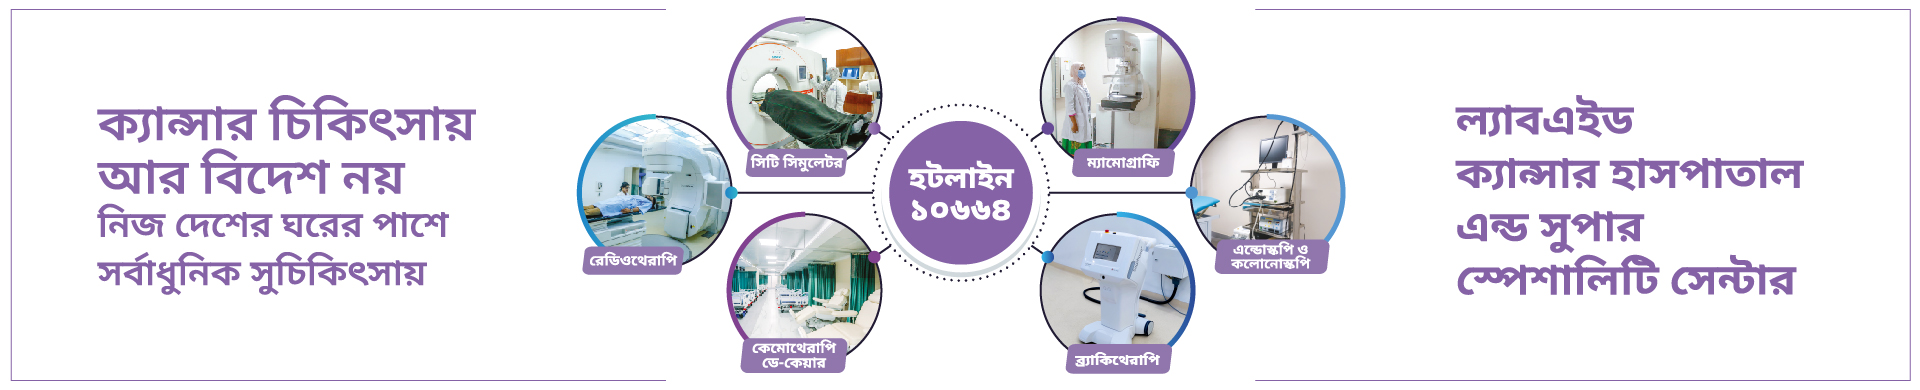 ক্যান্সার চিকিৎসায়
আর বিদেশ নয়
নিজ দেশের ঘরের পাশে
সর্বাধুনিক সুচিকিৎসায়
সিটি সিমুলেটর
রেডিওথেরাপি
কেমোথেরাপি
ডে-কেয়ার
হটলাইন
১০৬৬৪
ম্যামোগ্রাফি
এন্ডোস্কপি ও
কলোনোস্কপি
ব্র্যাকিথেরাপি
ল্যাবএইড
ক্যান্সার হাসপাতাল
এন্ড সুপার
স্পেশালিটি সেন্টার